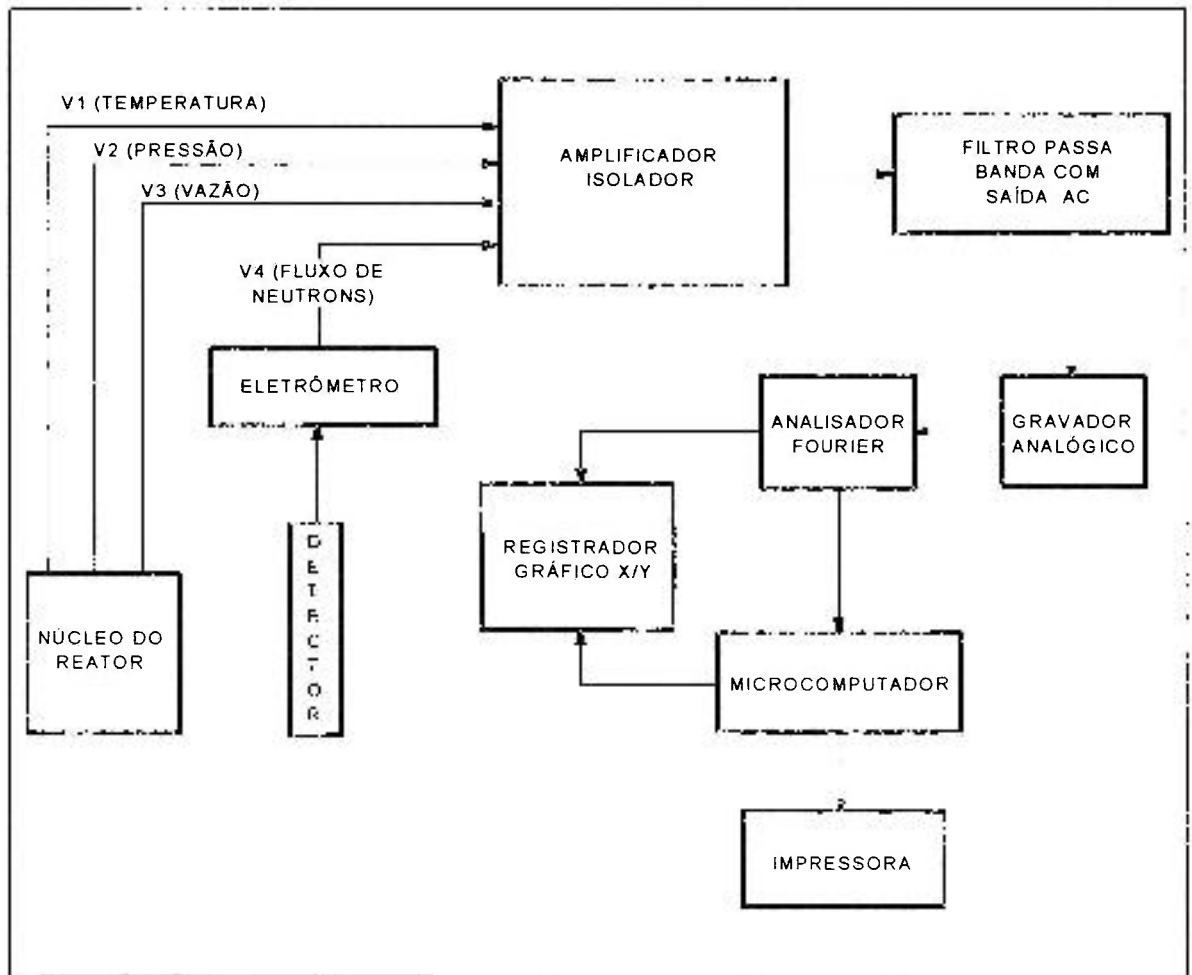 V1 (TEMPERATURA)
V2 (PRESSÃO)
V3 (VAZÃO)
V4 (FLUXO DE
NEUTRONS)
AMPLIFICADOR
ISOLADOR
FILTRO PASSA
BANDA COM
SAÍDA AC
ELETRÔMETRO
ANALISADOR
FOURIER
GRAVADOR
ANALÓGICO
DETECTOR
REGISTRADOR
GRÁFICO X/Y
NÚCLEO DO
REATOR
MICROCOMPUTADOR
IMPRESSORA